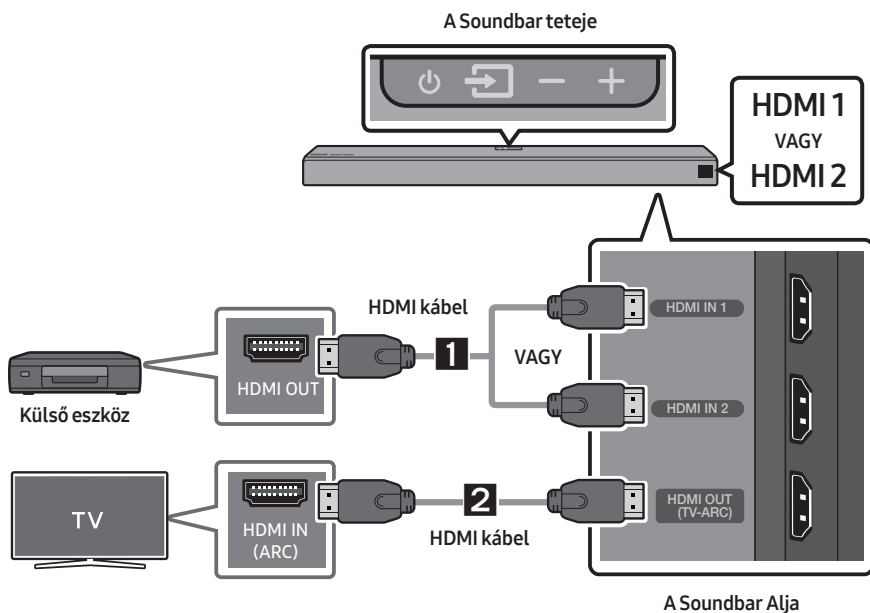 A Soundbar teteje
HDMI 1
VAGY
HDMI 2
HDMI kábel
HDMI IN 1
1
VAGY
HDMI OUT
Külső eszköz
HDMI IN 2
TV
HDMI IN
(ARC)
2
HDMI kábel
HDMI OUT
(TV-ARC)
A Soundbar Alja